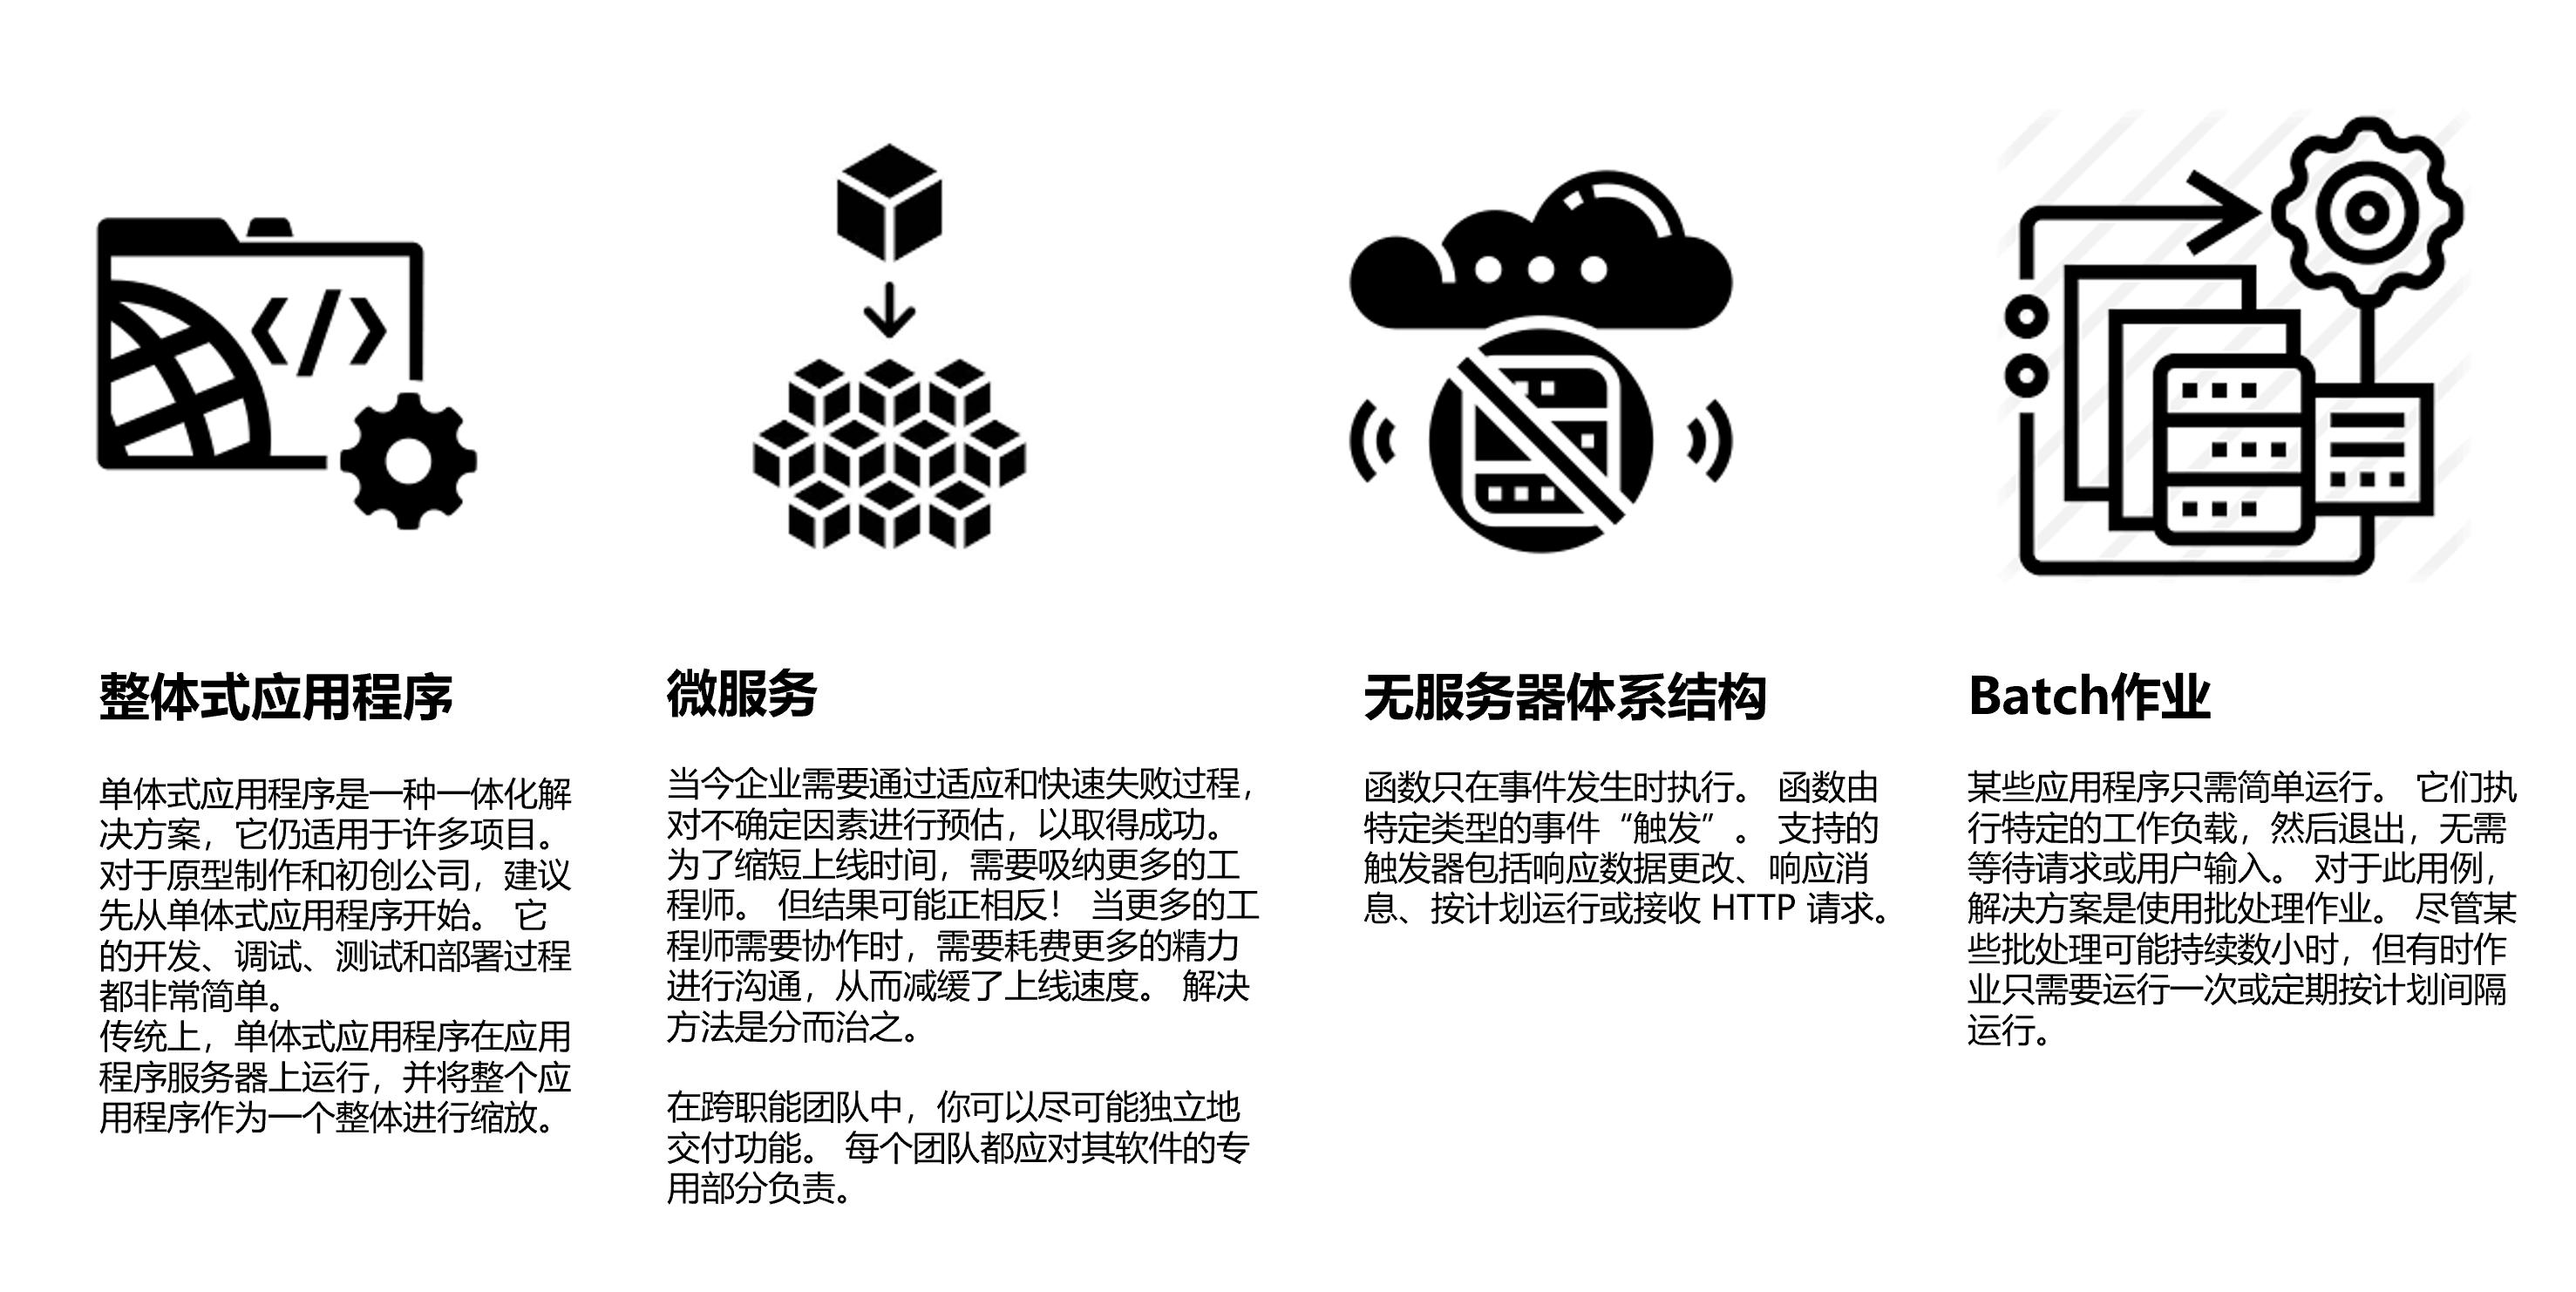 </>
整体式应用程序
单体式应用程序是一种一体化解
决方案，它仍适用于许多项目。
对于原型制作和初创公司，建议
先从单体式应用程序开始。 它
的开发、调试、测试和部署过程
都非常简单。
传统上，单体式应用程序在应用
程序服务器上运行，并将整个应
用程序作为一个整体进行缩放。
微服务
当今企业需要通过适应和快速失败过程，
对不确定因素进行预估，以取得成功。
为了缩短上线时间，需要吸纳更多的工
程师。 但结果可能正相反！ 当更多的工
程师需要协作时，需要耗费更多的精力
进行沟通，从而减缓了上线速度。 解决
方法是分而治之。
在跨职能团队中，你可以尽可能独立地
交付功能。 每个团队都应对其软件的专
用部分负责。
无服务器体系结构
函数只在事件发生时执行。 函数由
特定类型的事件“触发”。 支持的
触发器包括响应数据更改、响应消
息、按计划运行或接收 HTTP 请求。
Batch作业
某些应用程序只需简单运行。 它们执
行特定的工作负载，然后退出，无需
等待请求或用户输入。 对于此用例，
解决方案是使用批处理作业。 尽管某
些批处理可能持续数小时，但有时作
业只需要运行一次或定期按计划间隔
运行。